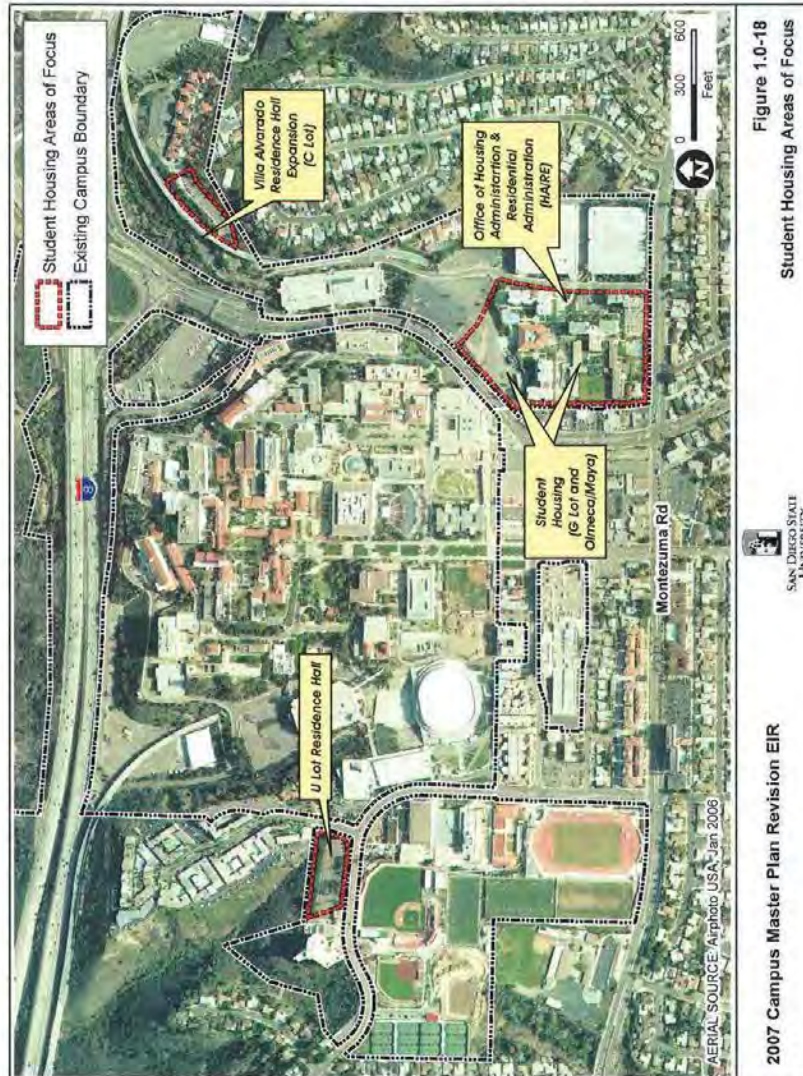 Student Housing Areas of Focus
Existing Campus Boundary
Villa Alvarado
Residence Hall
Expansion
(C Lot)
Office of Housing
Administartion &
Residential
Administration
(HA/RE)
Student
Housing
(G Lot and
Olmeca/Maya)
U Lot Residence Hall
8
Montezuma Rd
N
0
300
600
Feet
AERIAL SOURCE: Airphoto USA, Jan 2006
Figure 1.0-18
Student Housing Areas of Focus
SAN DIEGO STATE
UNIVERSITY
2007 Campus Master Plan Revision EIR